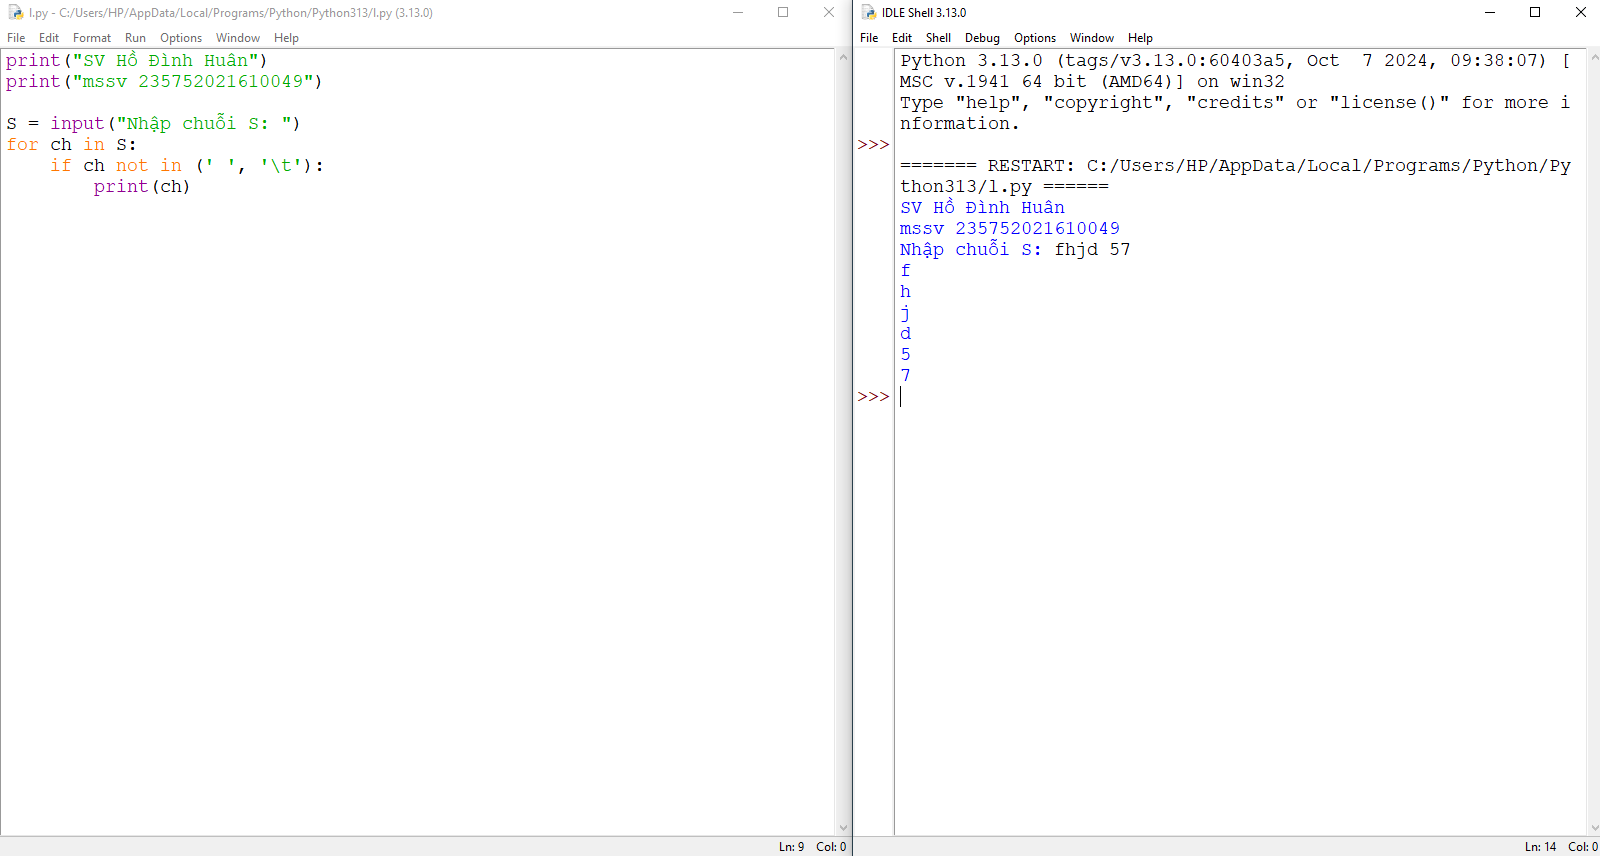 l.py - C:/Users/HP/AppData/Local/Programs/Python/Python313/l.py (3.13.0)
File Edit Format Run Options Window Help
print("SV Hồ Đình Huân")
print("mssv 235752021610049")
S = input("Nhập chuỗi S: ")
for ch in S:
    if ch not in (' ', '\t'):
        print(ch)
Ln: 9 Col: 0
IDLE Shell 3.13.0
File Edit Shell Debug Options Window Help
Python 3.13.0 (tags/v3.13.0:60403a5, Oct  7 2024, 09:38:07) [
MSC v.1941 64 bit (AMD64)] on win32
Type "help", "copyright", "credits" or "license()" for more i
nformation.
>>>
======= RESTART: C:/Users/HP/AppData/Local/Programs/Python/Py
thon313/l.py ======
SV Hồ Đình Huân
mssv 235752021610049
Nhập chuỗi S: fhjd 57
f
h
j
d
5
7
>>>
Ln: 14 Col: 0